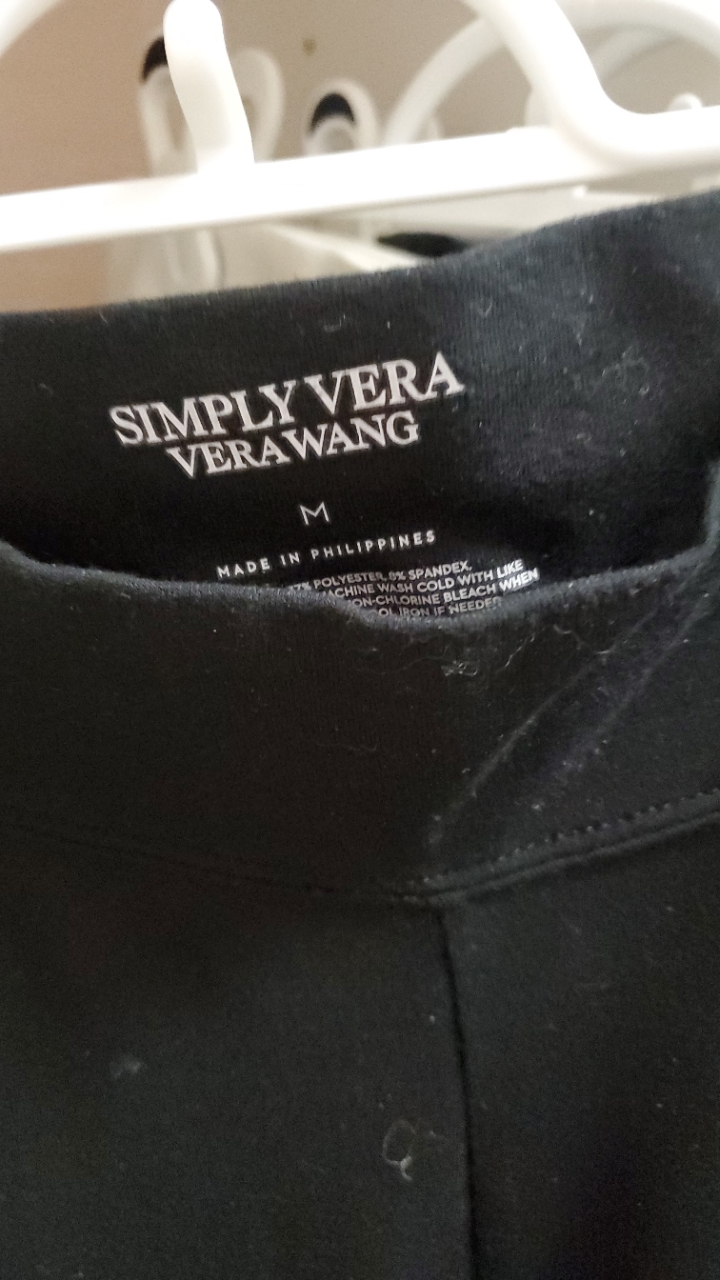 SIMPLY VERA
VERA WANG
M
MADE IN PHILIPPINES
POLYESTER, 8% SPANDEX.
MACHINE WASH COLD WITH LIKE
NON-CHLORINE BLEACH WHEN
IRON IF NEEDED